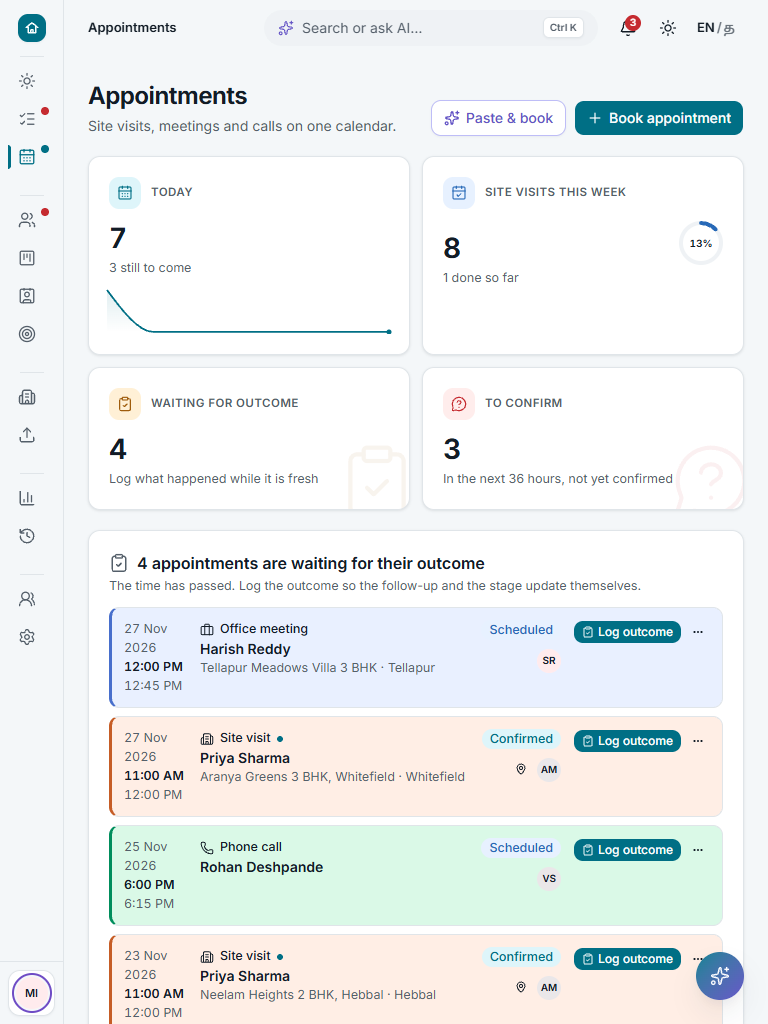 Appointments
Search or ask AI...
Ctrl K
3
EN / த
Appointments
Site visits, meetings and calls on one calendar.
Paste & book
Book appointment
TODAY
7
3 still to come
SITE VISITS THIS WEEK
8
1 done so far
13%
WAITING FOR OUTCOME
4
Log what happened while it is fresh
TO CONFIRM
3
In the next 36 hours, not yet confirmed
4 appointments are waiting for their outcome
The time has passed. Log the outcome so the follow-up and the stage update themselves.
27 Nov
2026
12:00 PM
12:45 PM
Office meeting
Harish Reddy
Tellapur Meadows Villa 3 BHK · Tellapur
Scheduled
SR
Log outcome
27 Nov
2026
11:00 AM
12:00 PM
Site visit
Priya Sharma
Aranya Greens 3 BHK, Whitefield · Whitefield
Confirmed
AM
Log outcome
25 Nov
2026
6:00 PM
6:15 PM
Phone call
Rohan Deshpande
Scheduled
VS
Log outcome
23 Nov
2026
11:00 AM
12:00 PM
Site visit
Priya Sharma
Neelam Heights 2 BHK, Hebbal · Hebbal
Confirmed
AM
Log outcome
MI